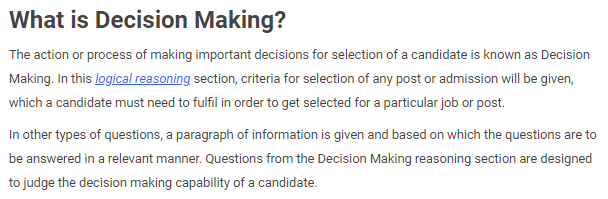 What is Decision Making?
The action or process of making important decisions for selection of a candidate is known as Decision
Making. In this logical reasoning section, criteria for selection of any post or admission will be given,
which a candidate must need to fulfil in order to get selected for a particular job or post.
In other types of questions, a paragraph of information is given and based on which the questions are to
be answered in a relevant manner. Questions from the Decision Making reasoning section are designed
to judge the decision making capability of a candidate.